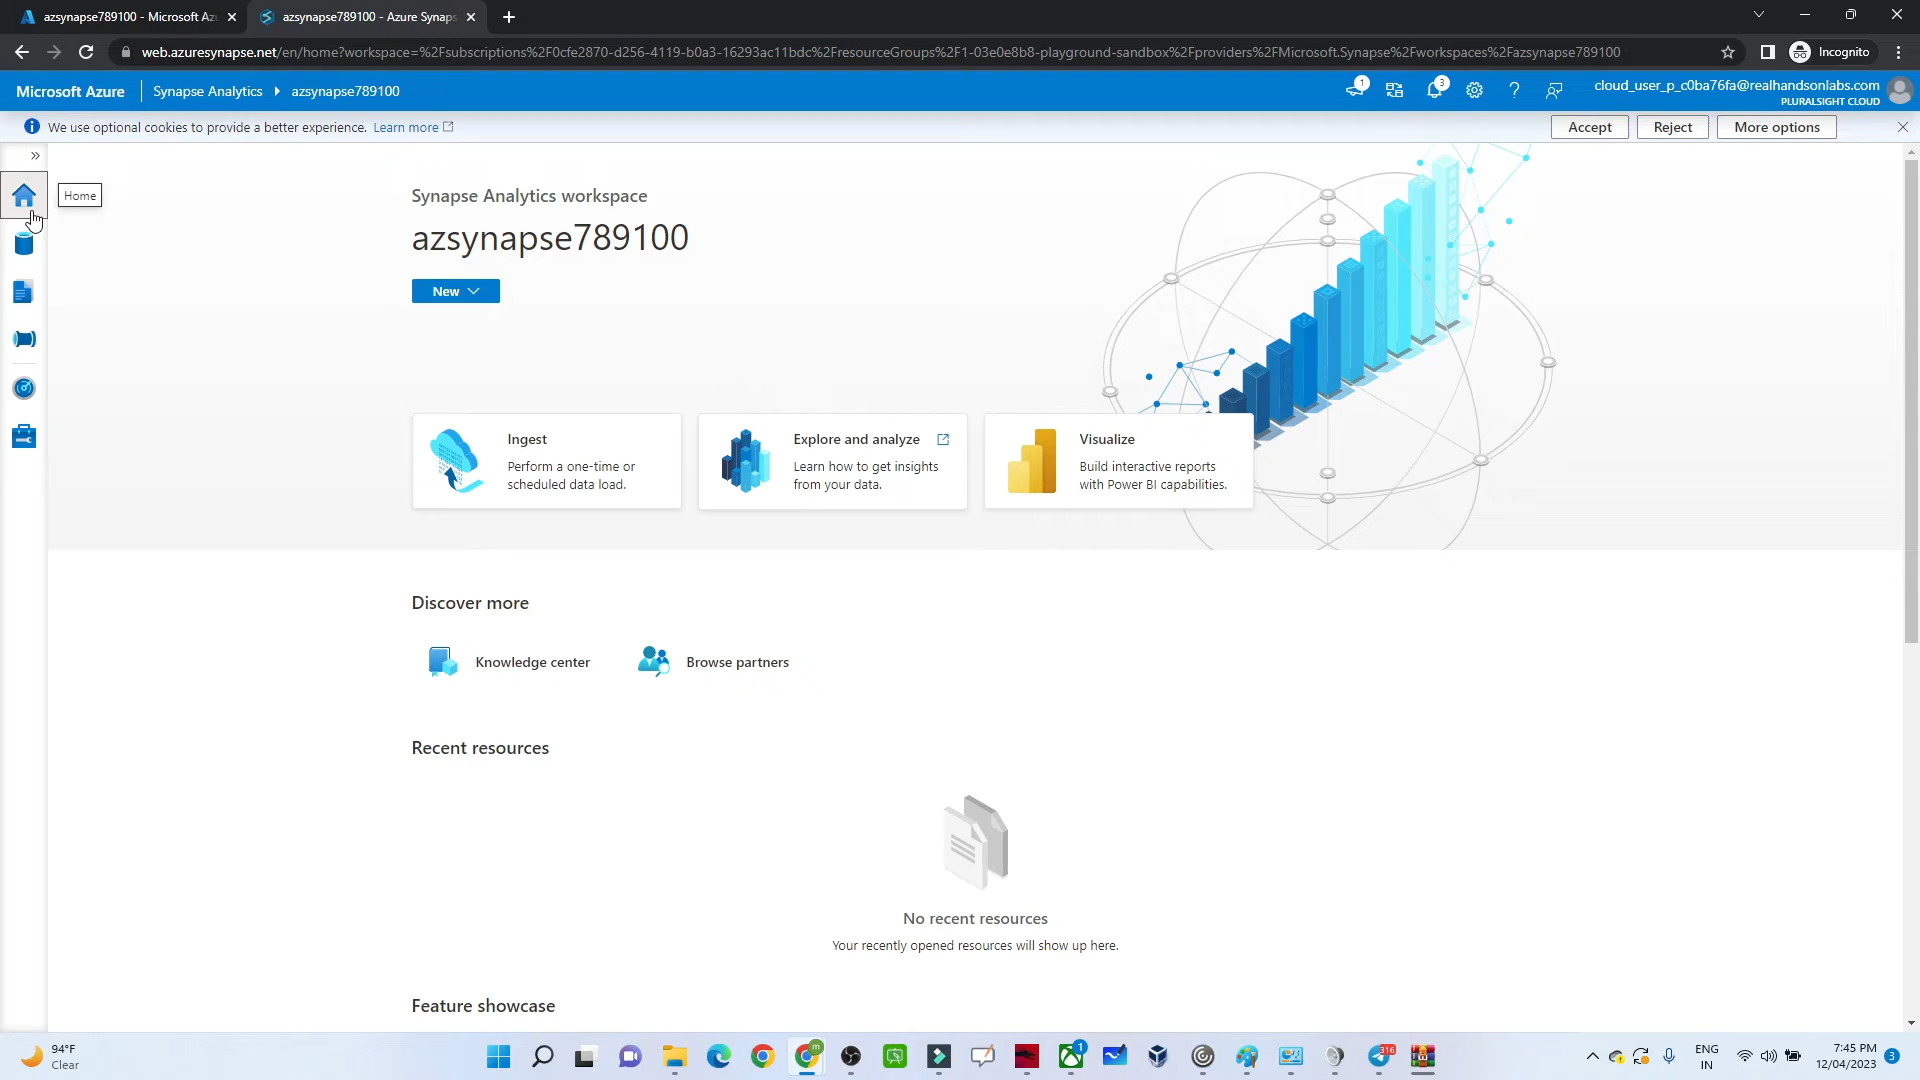 azsynapse789100 - Microsoft Az
azsynapse789100 - Azure Synaps
web.azuresynapse.net/en/home?workspace=%2Fsubscriptions%2F0cfe2870-d256-4119-b0a3-16293ac11bdc%2FresourceGroups%2F1-03e0e8b8-playground-sandbox%2Fproviders%2FMicrosoft.Synapse%2Fworkspaces%2Fazsynapse789100
Incognito
Microsoft Azure
Synapse Analytics
azsynapse789100
1
3
cloud_user_p_c0ba76fa@realhandsonlabs.com
PLURALSIGHT CLOUD
We use optional cookies to provide a better experience. Learn more
Accept
Reject
More options
Home
Synapse Analytics workspace
azsynapse789100
New
Ingest
Perform a one-time or
scheduled data load.
Explore and analyze
Learn how to get insights
from your data.
Visualize
Build interactive reports
with Power BI capabilities.
Discover more
Knowledge center
Browse partners
Recent resources
No recent resources
Your recently opened resources will show up here.
Feature showcase
94°F
Clear
m
1
316
ENG
IN
7:45 PM
12/04/2023
3